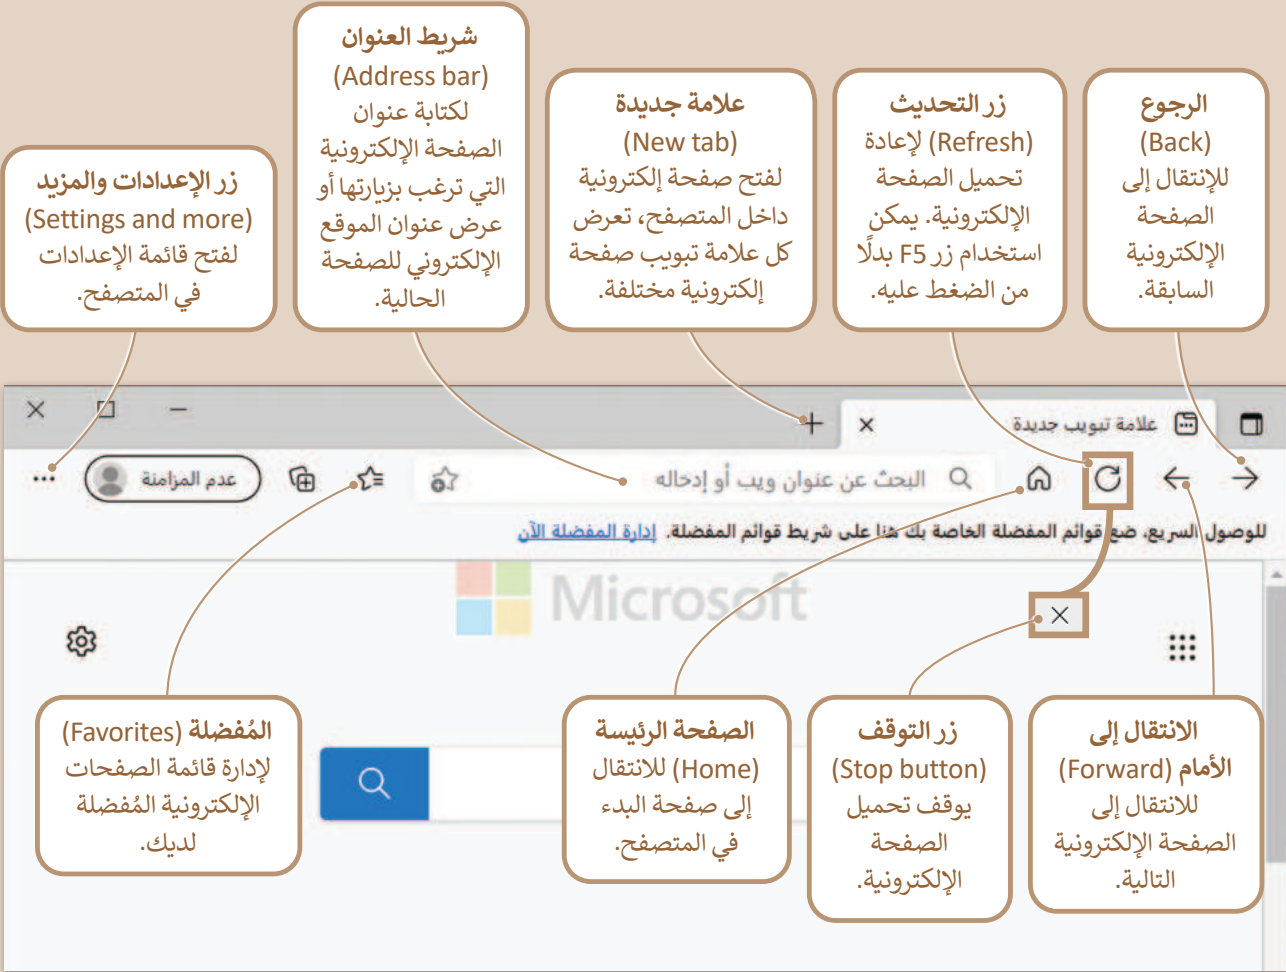 الرجوع
(Back)
للإنتقال إلى
الصفحة
الإلكترونية
السابقة.
زر التحديث
(Refresh) لإعادة
تحميل الصفحة
الإلكترونية. يمكن
استخدام زر F5 بدلًا
من الضغط عليه.
علامة جديدة
(New tab)
لفتح صفحة إلكترونية
داخل المتصفح، تعرض
كل علامة تبويب صفحة
إلكترونية مختلفة.
شريط العنوان
(Address bar)
لكتابة عنوان
الصفحة الإلكترونية
التي ترغب بزيارتها أو
عرض عنوان الموقع
الإلكتروني للصفحة
الحالية.
زر الإعدادات والمزيد
(Settings and more)
لفتح قائمة الإعدادات
في المتصفح.
علامة تبويب جديدة
البحث عن عنوان ويب أو إدخاله
عدم المزامنة
للوصول السريع، ضع قوائم المفضلة الخاصة بك هنا على شريط قوائم المفضلة. إدارة المفضلة الآن
Microsoft
الانتقال إلى
الأمام (Forward)
للانتقال إلى
الصفحة الإلكترونية
التالية.
زر التوقف
(Stop button)
يوقف تحميل
الصفحة
الإلكترونية.
الصفحة الرئيسة
(Home) للانتقال
إلى صفحة البدء
في المتصفح.
المُفضلة (Favorites)
لإدارة قائمة الصفحات
الإلكترونية المُفضلة
لديك.